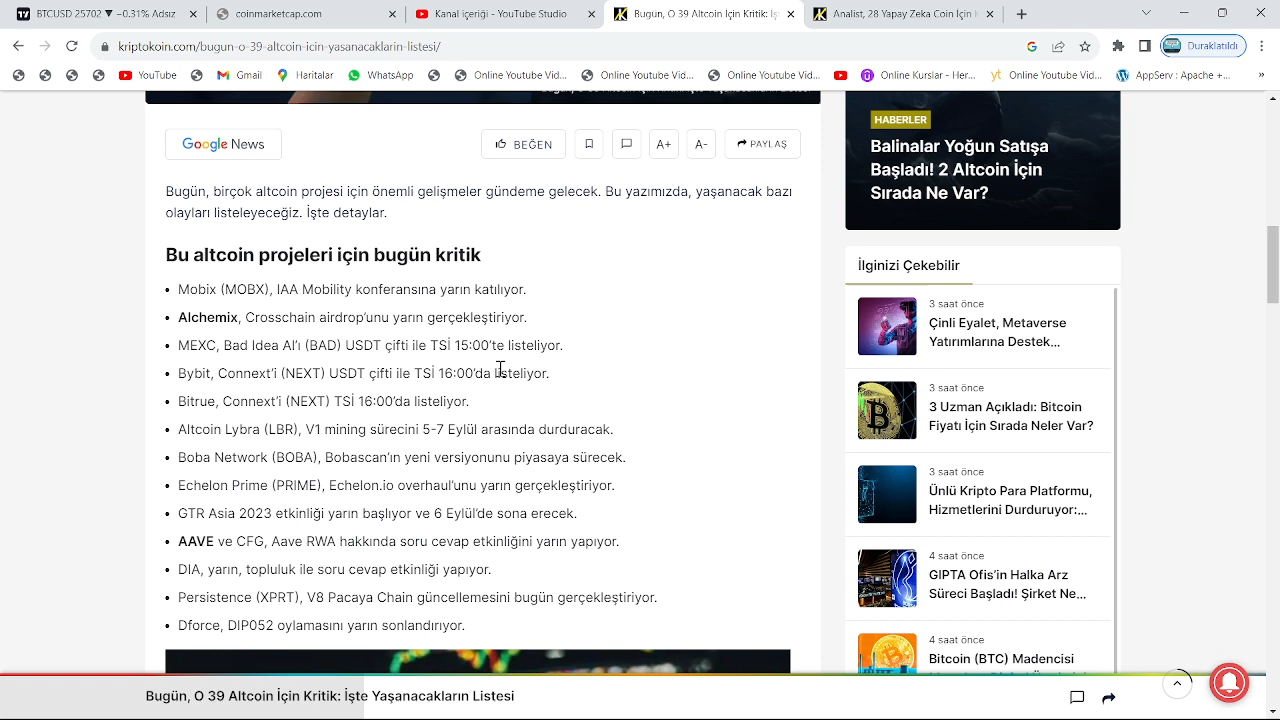 BTCUSD 25702 ▼ −0.31% Adsız
coinmarketcap.com
Kanal içeriği - YouTube Studio
Bugün, O 39 Altcoin İçin Kritik: İş
Analist, 28 Yapay Zeka Coin İçin K
kriptokoin.com/bugun-o-39-altcoin-icin-yasanacaklarin-listesi/
Duraklatıldı
YouTube
Gmail
Haritalar
WhatsApp
Online Youtube Vid...
Online Youtube Vid...
Online Youtube Vid...
Online Kurslar - Her...
Online Youtube Vid...
AppServ : Apache +...
»
Google News
BEĞEN
A+
A-
PAYLAŞ
Bugün, birçok altcoin projesi için önemli gelişmeler gündeme gelecek. Bu yazımızda, yaşanacak bazı
olayları listeleyeceğiz. İşte detaylar.
Bu altcoin projeleri için bugün kritik
• Mobix (MOBX), IAA Mobility konferansına yarın katılıyor.
• Alchemix, Crosschain airdrop’unu yarın gerçekleştiriyor.
• MEXC, Bad Idea AI’ı (BAD) USDT çifti ile TSİ 15:00’te listeliyor.
• Bybit, Connext’i (NEXT) USDT çifti ile TSİ 16:00’da listeliyor.
• Bitrue, Connext’i (NEXT) TSİ 16:00’da listeliyor.
• Altcoin Lybra (LBR), V1 mining sürecini 5-7 Eylül arasında durduracak.
• Boba Network (BOBA), Bobascan’ın yeni versiyonunu piyasaya sürecek.
• Echelon Prime (PRIME), Echelon.io overhaul’unu yarın gerçekleştiriyor.
• GTR Asia 2023 etkinliği yarın başlıyor ve 6 Eylül’de sona erecek.
• AAVE ve CFG, Aave RWA hakkında soru cevap etkinliğini yarın yapıyor.
• DIA, yarın, topluluk ile soru cevap etkinliği yapıyor.
• Persistence (XPRT), V8 Itacaya Chain güncellemesini bugün gerçekleştiriyor.
• Dforce, DIP052 oylamasını yarın sonlandırıyor.
HABERLER
Balinalar Yoğun Satışa
Başladı! 2 Altcoin İçin
Sırada Ne Var?
İlginizi Çekebilir
3 saat önce
Çinli Eyalet, Metaverse
Yatırımlarına Destek...
3 saat önce
3 Uzman Açıkladı: Bitcoin
Fiyatı İçin Sırada Neler Var?
3 saat önce
Ünlü Kripto Para Platformu,
Hizmetlerini Durduruyor:...
4 saat önce
GIPTA Ofis’in Halka Arz
Süreci Başladı! Şirket Ne...
4 saat önce
Bitcoin (BTC) Madencisi
Bugün, O 39 Altcoin İçin Kritik: İşte Yaşanacakların Listesi